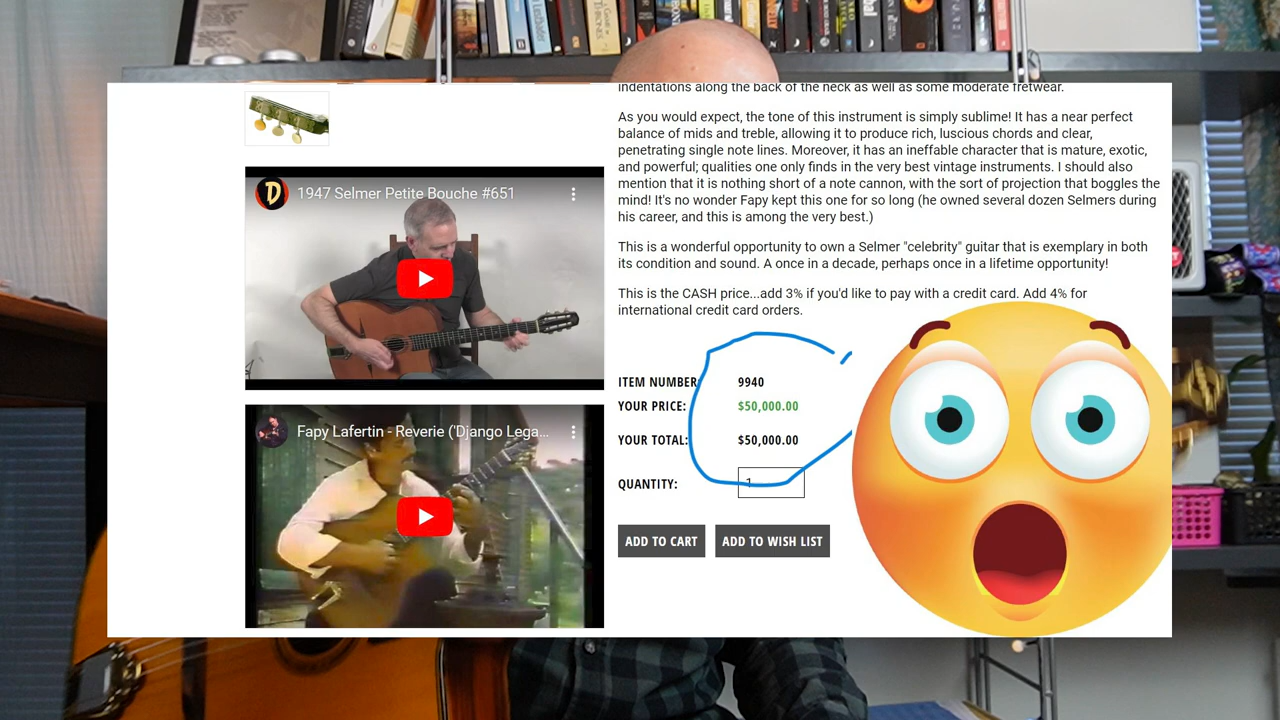 indentations along the back of the neck as well as some moderate fretwear.
As you would expect, the tone of this instrument is simply sublime! It has a near perfect
balance of mids and treble, allowing it to produce rich, luscious chords and clear,
penetrating single note lines. Moreover, it has an ineffable character that is mature, exotic,
and powerful; qualities one only finds in the very best vintage instruments. I should also
mention that it is nothing short of a note cannon, with the sort of projection that boggles the
mind! It's no wonder Fapy kept this one for so long (he owned several dozen Selmers during
his career, and this is among the very best.)
This is a wonderful opportunity to own a Selmer "celebrity" guitar that is exemplary in both
its condition and sound. A once in a decade, perhaps once in a lifetime opportunity!
This is the CASH price...add 3% if you'd like to pay with a credit card. Add 4% for
international credit card orders.
D 1947 Selmer Petite Bouche #651
Fapy Lafertin - Reverie ('Django Lega...
ITEM NUMBER 9940
YOUR PRICE: $50,000.00
YOUR TOTAL: $50,000.00
QUANTITY: 1
ADD TO CART ADD TO WISH LIST